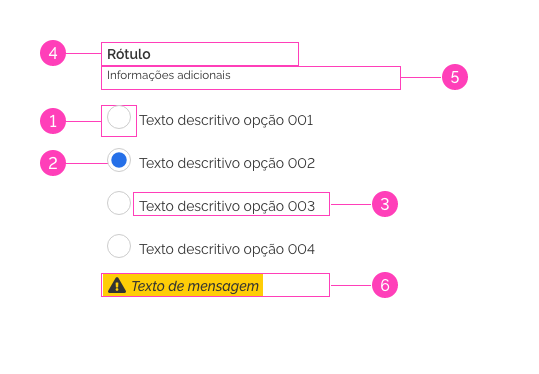 4 Rótulo
Informações adicionais 5
1 Texto descritivo opção 001
2 Texto descritivo opção 002
Texto descritivo opção 003 3
Texto descritivo opção 004
Texto de mensagem 6